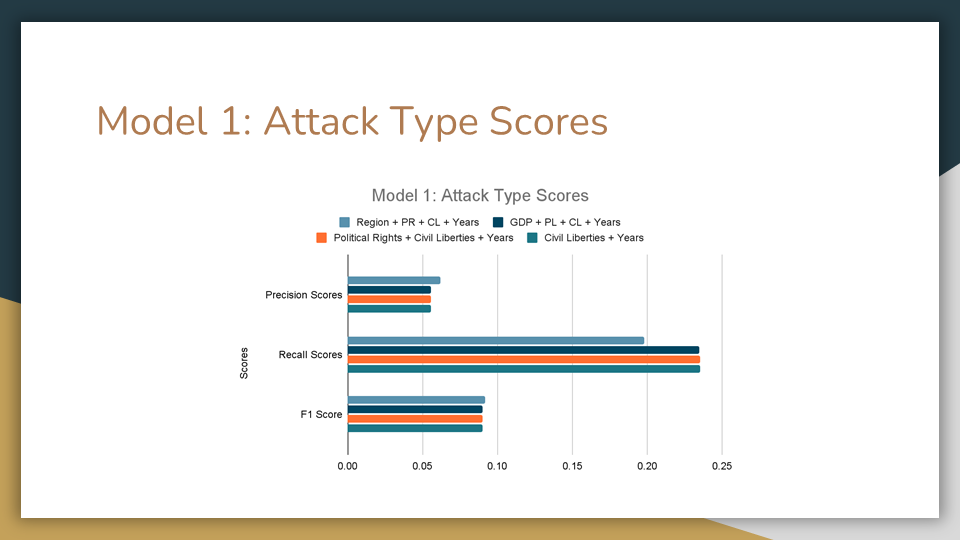 Model 1: Attack Type Scores
Model 1: Attack Type Scores
Region + PR + CL + Years
GDP + PL + CL + Years
Political Rights + Civil Liberties + Years
Civil Liberties + Years
Precision Scores
Recall Scores
F1 Score
Scores
0.00
0.05
0.10
0.15
0.20
0.25